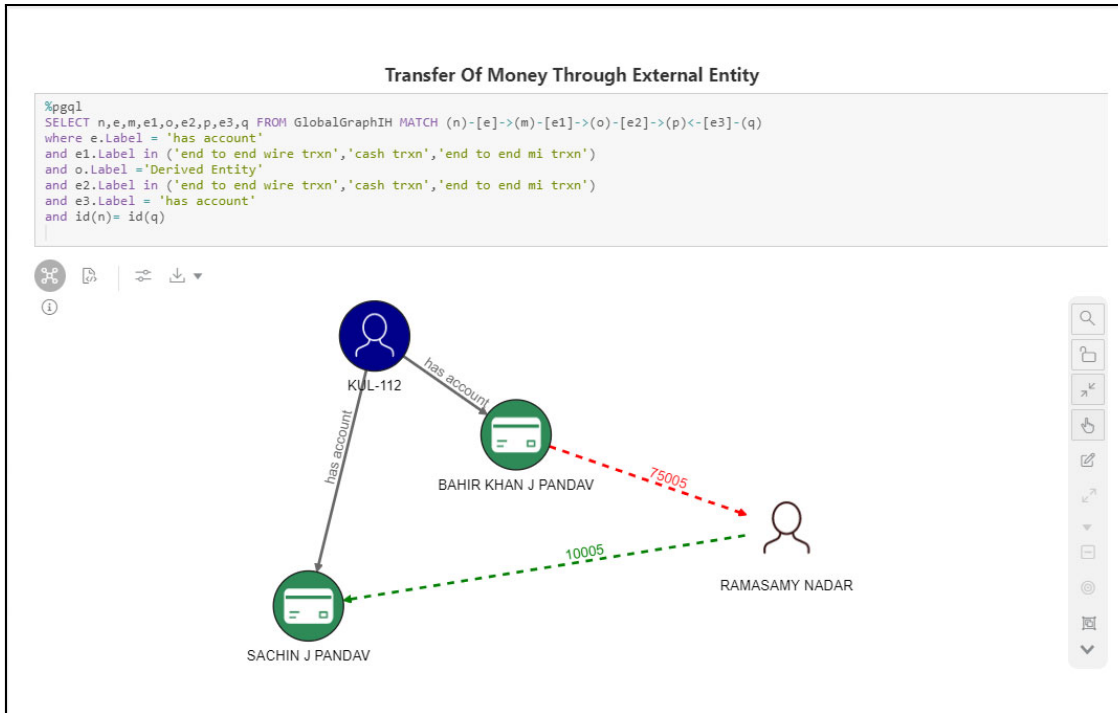 Transfer Of Money Through External Entity
%pgql
SELECT n,e,m,e1,o,e2,p,e3,q FROM GlobalGraphIH MATCH (n)-[e]->(m)-[e1]->(o)-[e2]->(p)<-[e3]-(q)
where e.Label = 'has account'
and e1.Label in ('end to end wire trxn','cash trxn','end to end mi trxn')
and o.Label ='Derived Entity'
and e2.Label in ('end to end wire trxn','cash trxn','end to end mi trxn')
and e3.Label = 'has account'
and id(n)= id(q)
KUL-112
has account
has account
BAHIR KHAN J PANDAV
75005
10005
RAMASAMY NADAR
SACHIN J PANDAV